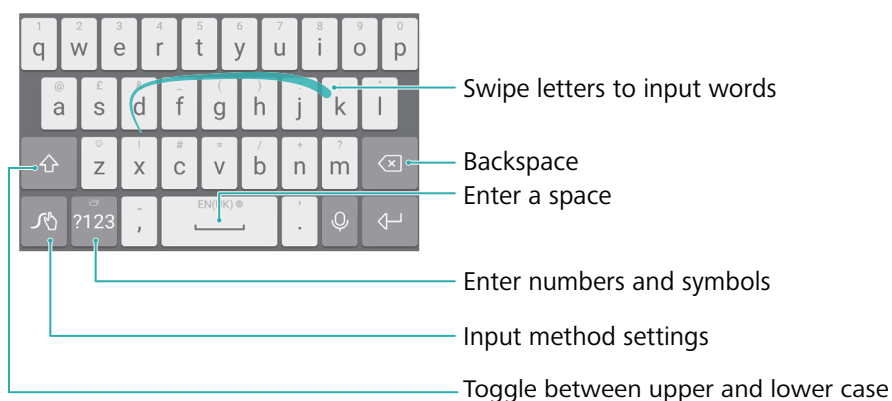 1 2 3 4 5 6 7 8 9 0
q w e r t y u i o p
@ £ & _ ( ) : ; "
a s d f g h j k l
Swipe letters to input words
☺ ! # = / + ?
z x c v b n m
Backspace
Enter a space
EN(UK)
?123 , .
Enter numbers and symbols
Input method settings
Toggle between upper and lower case